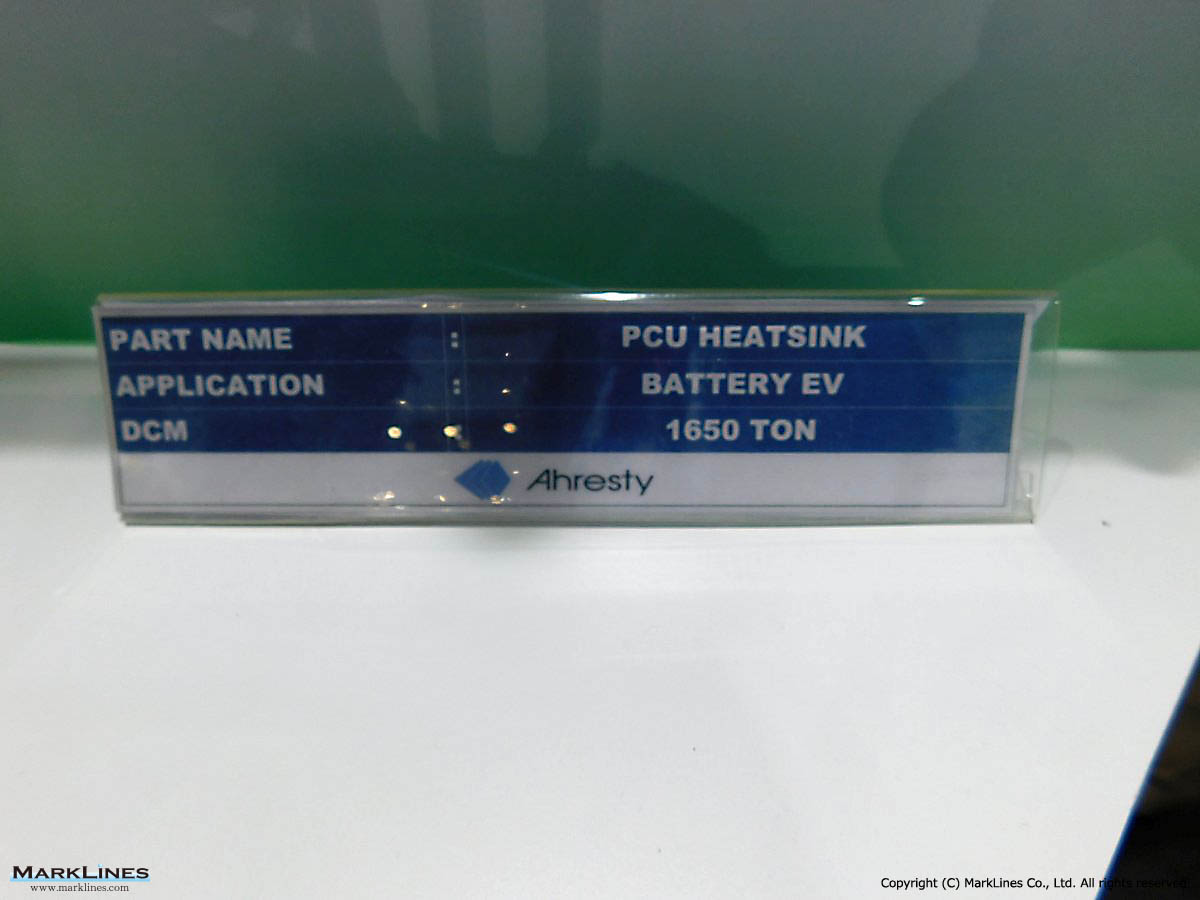 PART NAME : PCU HEATSINK
APPLICATION : BATTERY EV
DCM : 1650 TON
Ahresty
MARKLINES
www.marklines.com
Copyright (C) MarkLines Co., Ltd. All rights reserved.